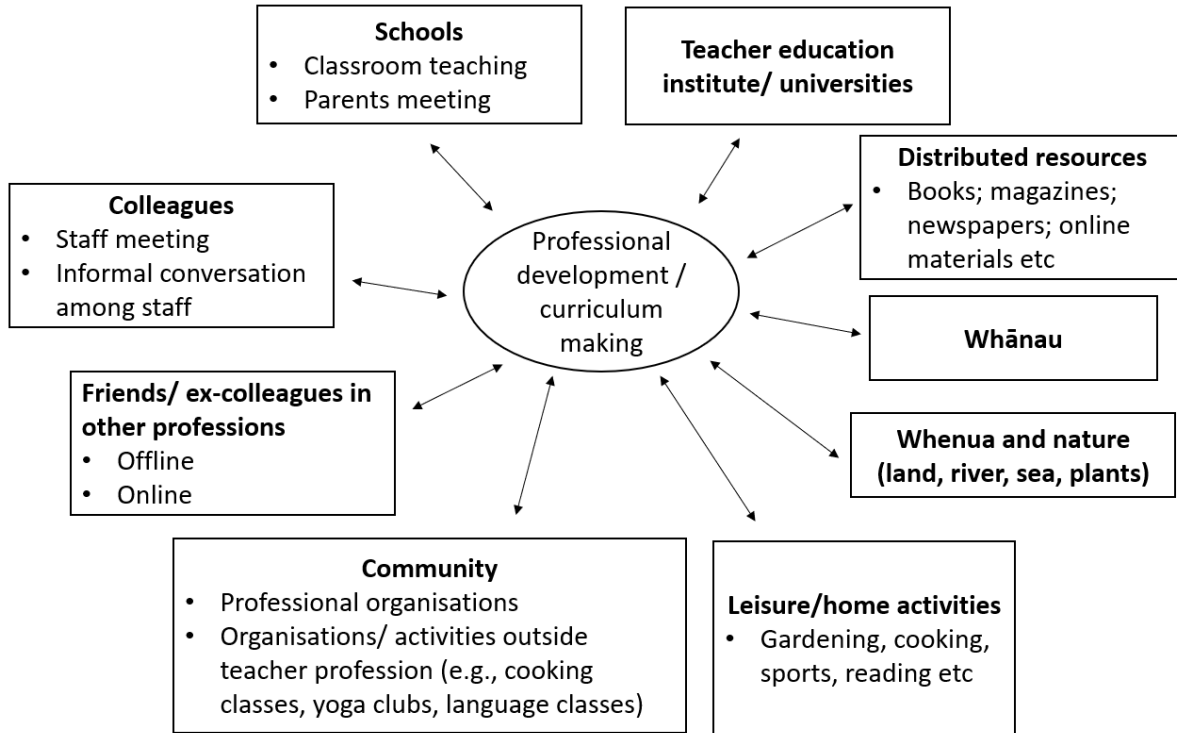 Schools
• Classroom teaching
• Parents meeting
Teacher education
institute/ universities
Distributed resources
• Books; magazines;
newspapers; online
materials etc
Colleagues
• Staff meeting
• Informal conversation
among staff
Professional
development /
curriculum
making
Whānau
Friends/ ex-colleagues in
other professions
• Offline
• Online
Whenua and nature
(land, river, sea, plants)
Community
• Professional organisations
• Organisations/ activities outside
teacher profession (e.g., cooking
classes, yoga clubs, language classes)
Leisure/home activities
• Gardening, cooking,
sports, reading etc